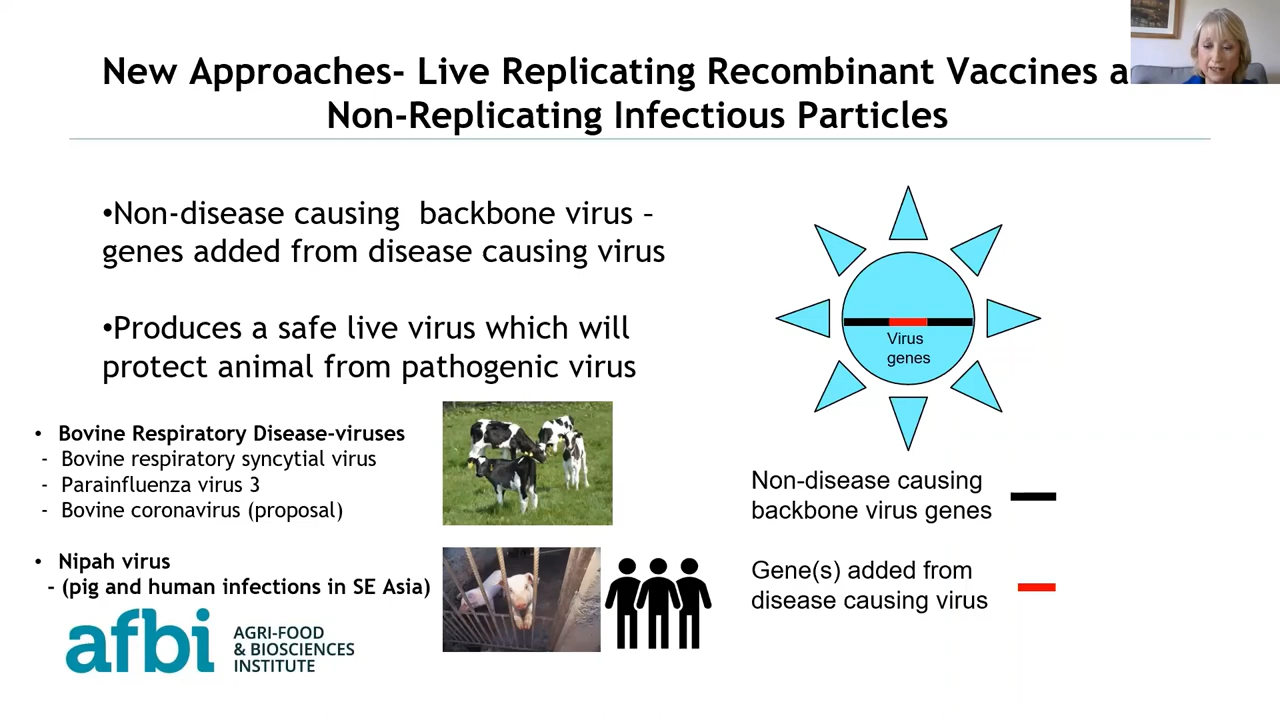 New Approaches- Live Replicating Recombinant Vaccines
Non-Replicating Infectious Particles
•Non-disease causing backbone virus –
genes added from disease causing virus
•Produces a safe live virus which will
protect animal from pathogenic virus
• Bovine Respiratory Disease-viruses
- Bovine respiratory syncytial virus
- Parainfluenza virus 3
- Bovine coronavirus (proposal)
• Nipah virus
- (pig and human infections in SE Asia)
afbi
AGRI-FOOD
& BIOSCIENCES
INSTITUTE
Virus
genes
Non-disease causing
backbone virus genes
Gene(s) added from
disease causing virus